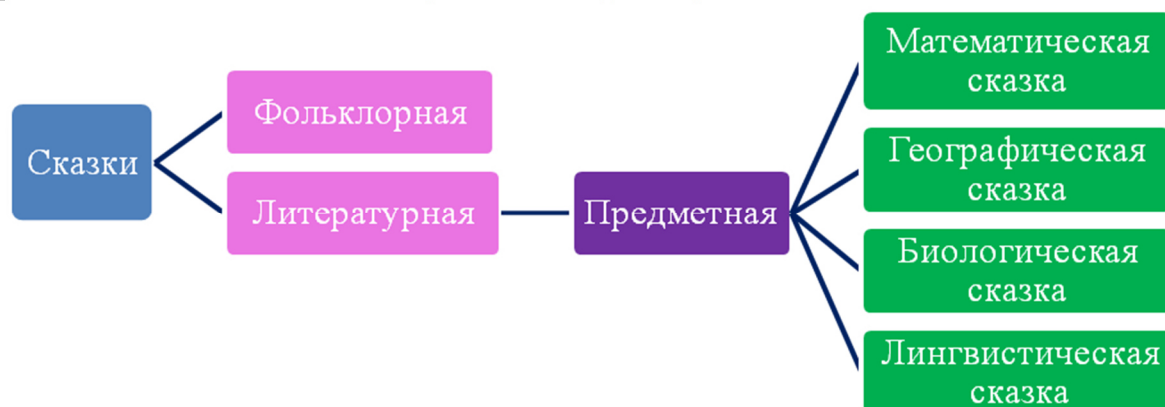 Сказки
Фольклорная
Литературная
Предметная
Математическая
сказка
Географическая
сказка
Биологическая
сказка
Лингвистическая
сказка